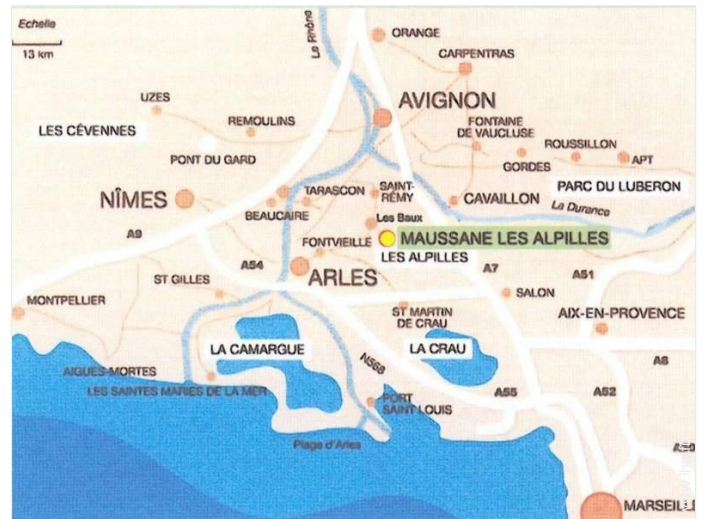 Echelle
13 km
Le Rhône
ORANGE
CARPENTRAS
UZES
AVIGNON
REMOULINS
FONTAINE
DE VAUCLUSE
LES CÉVENNES
ROUSSILLON
PONT DU GARD
GORDES
APT
NÎMES
TARASCON
SAINT-
RÉMY
CAVAILLON
PARC DU LUBERON
La Durance
BEAUCAIRE
Les Baux
A9
FONTVIEILLE
MAUSSANE LES ALPILLES
LES ALPILLES
A54
ST GILLES
ARLES
A7
A51
MONTPELLIER
SALON
ST MARTIN
DE CRAU
AIX-EN-PROVENCE
LA CAMARGUE
LA CRAU
N568
A8
AIGUES-MORTES
LES SAINTES MARIES DE LA MER
A55
A52
PORT
SAINT LOUIS
Plage d'Arles
MARSEILLE